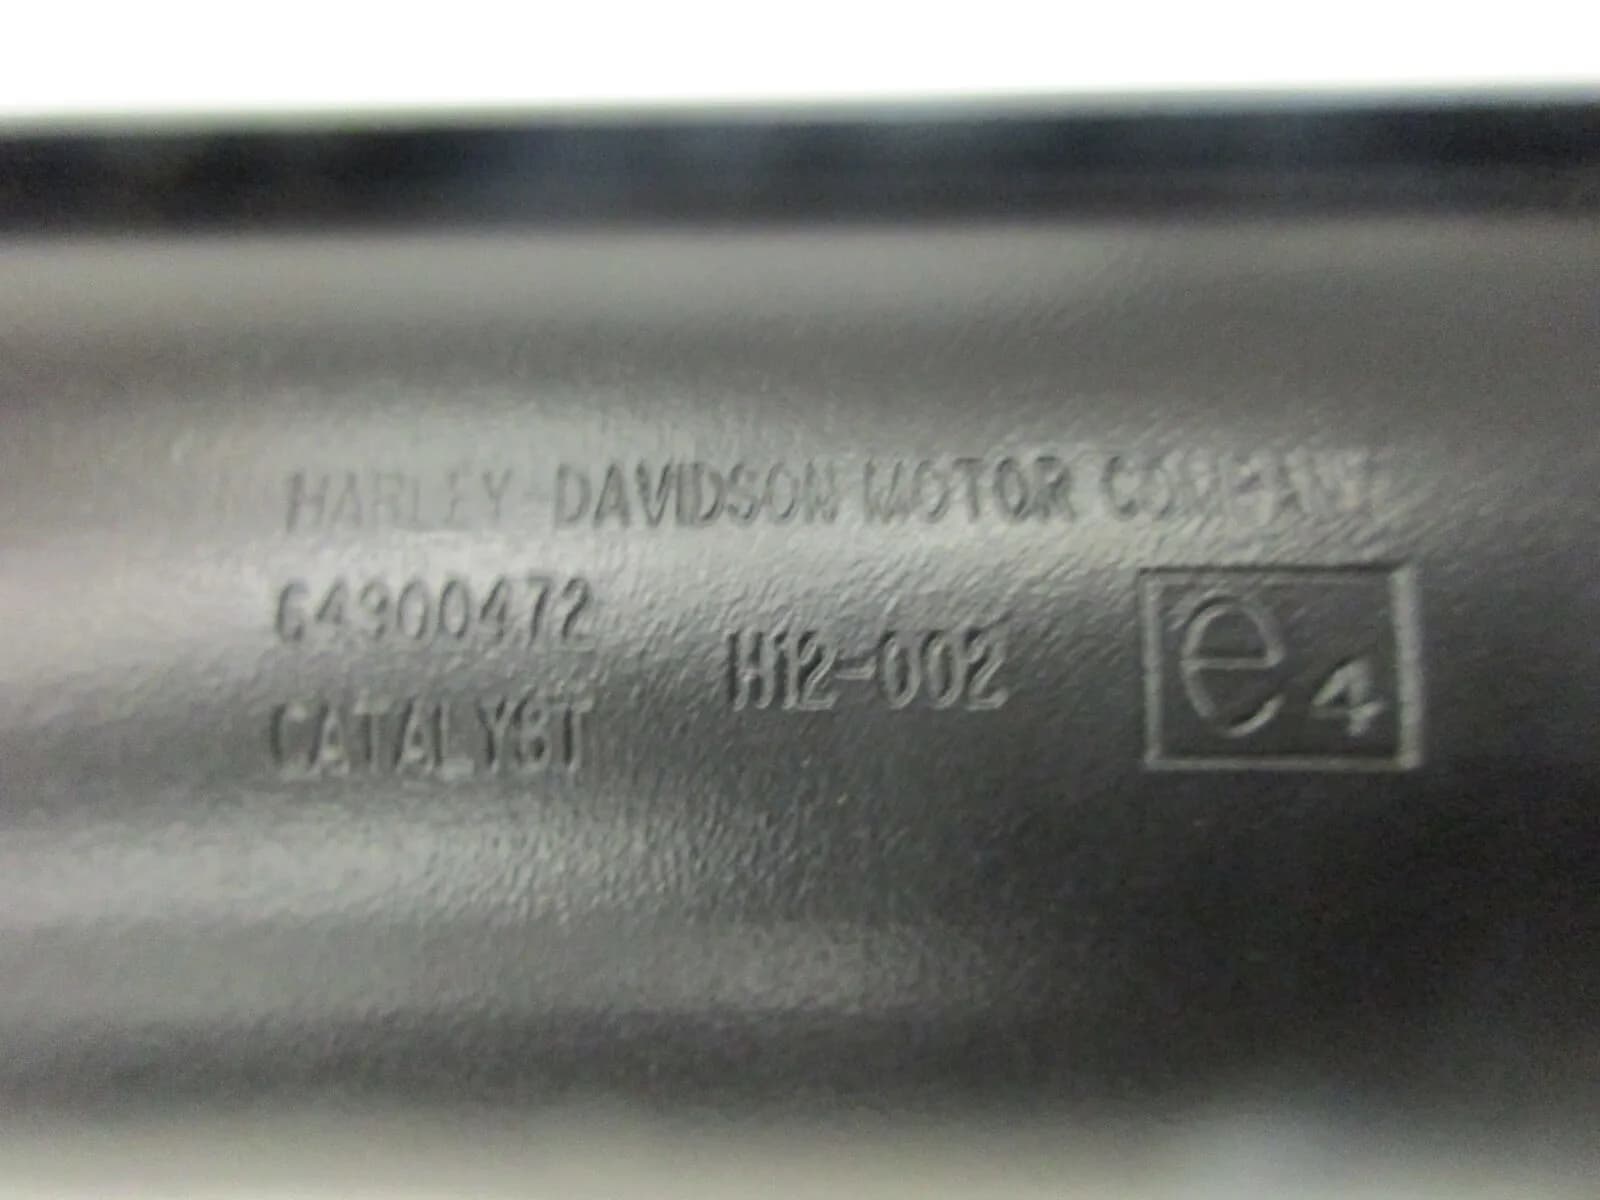 HARLEY-DAVIDSON MOTOR COMPANY
64900472
H12-002
CATALYST
e4